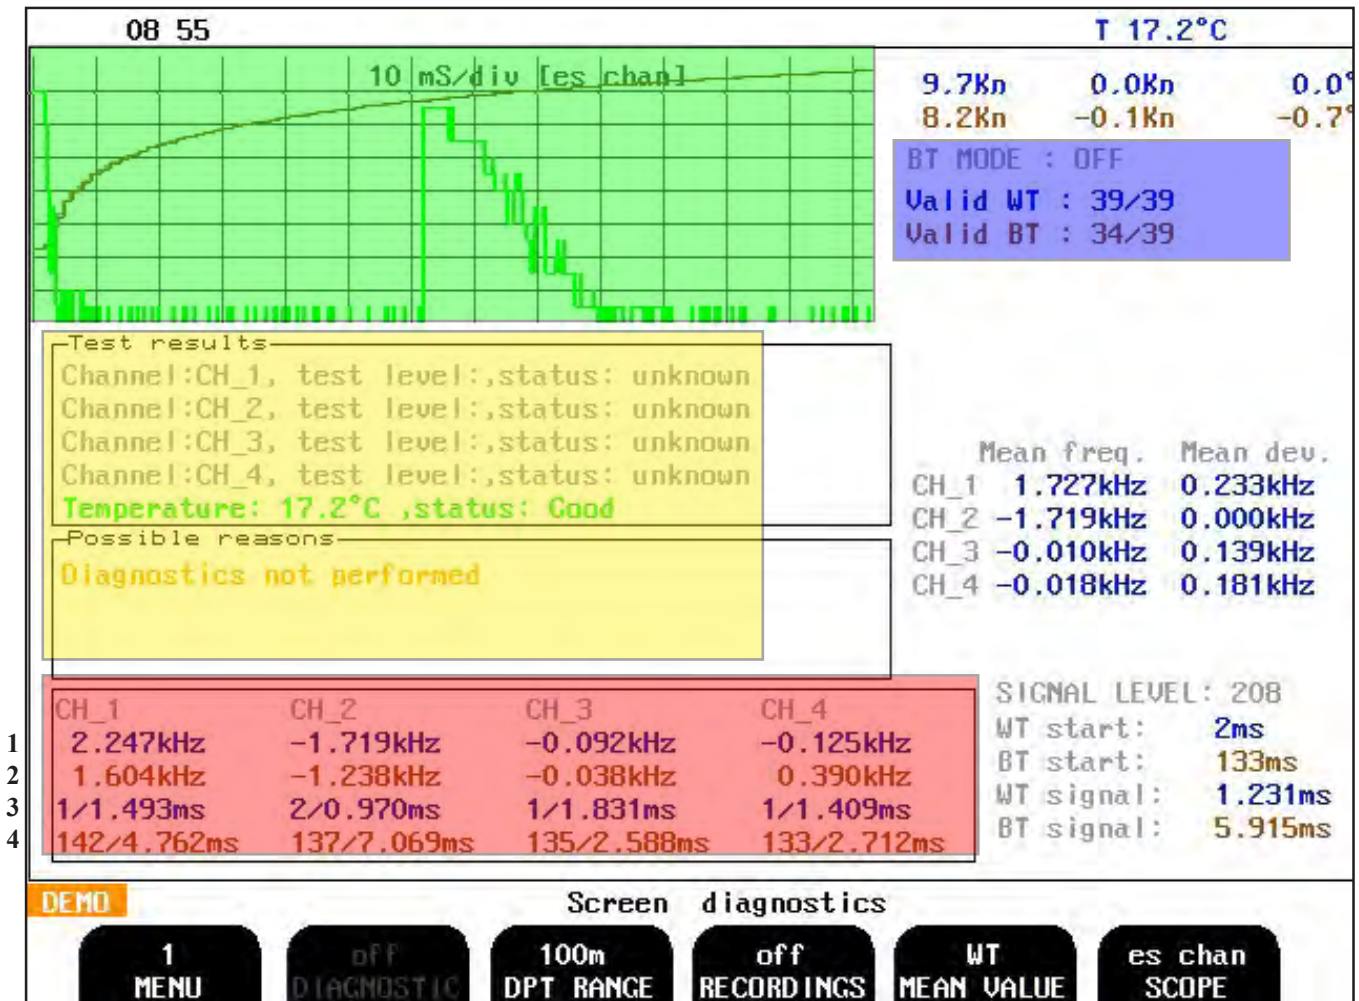 08 55
T 17.2°C
10 mS/div [es chan]
9.7Kn 0.0Kn 0.0°
8.2Kn -0.1Kn -0.7°
BT MODE : OFF
Valid WT : 39/39
Valid BT : 34/39
Test results
Channel:CH_1, test level:,status: unknown
Channel:CH_2, test level:,status: unknown
Channel:CH_3, test level:,status: unknown
Channel:CH_4, test level:,status: unknown
Temperature: 17.2°C ,status: Good
Possible reasons
Diagnostics not performed
Mean freq. Mean dev.
CH_1 1.727kHz 0.233kHz
CH_2 -1.719kHz 0.000kHz
CH_3 -0.010kHz 0.139kHz
CH_4 -0.018kHz 0.181kHz
CH_1 CH_2 CH_3 CH_4
1 2.247kHz -1.719kHz -0.092kHz -0.125kHz
2 1.604kHz -1.238kHz -0.038kHz 0.390kHz
3 1/1.493ms 2/0.970ms 1/1.831ms 1/1.409ms
4 142/4.762ms 137/7.069ms 135/2.588ms 133/2.712ms
SIGNAL LEVEL: 208
WT start: 2ms
BT start: 133ms
WT signal: 1.231ms
BT signal: 5.915ms
DEMO
Screen diagnostics
1 off 100m off WT es chan
MENU DIAGNOSTIC DPT RANGE RECORDINGS MEAN VALUE SCOPE